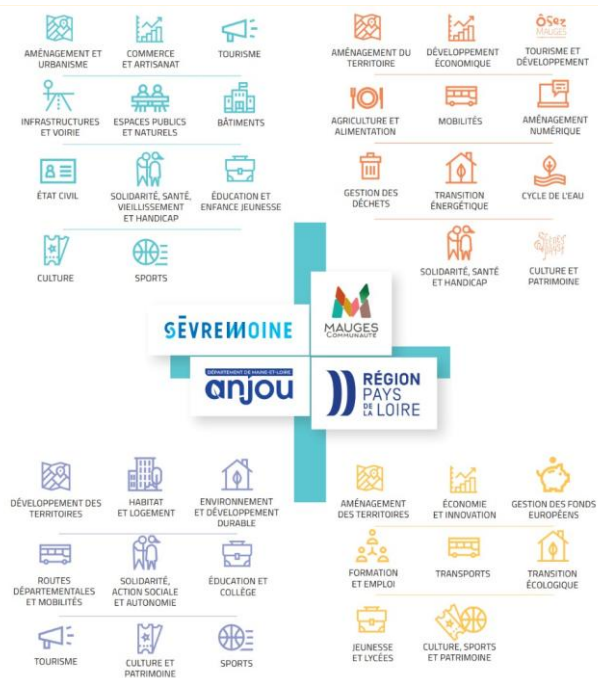 AMÉNAGEMENT ET
URBANISME
COMMERCE
ET ARTISANAT
TOURISME
INFRASTRUCTURES
ET VOIRIE
ESPACES PUBLICS
ET NATURELS
BÂTIMENTS
ÉTAT CIVIL
SOLIDARITÉ, SANTÉ,
VIEILLISSEMENT
ET HANDICAP
ÉDUCATION ET
ENFANCE JEUNESSE
CULTURE
SPORTS
AMÉNAGEMENT DU
TERRITOIRE
DÉVELOPPEMENT
ÉCONOMIQUE
Ôsez
MAUGES
TOURISME ET
DÉVELOPPEMENT
AGRICULTURE ET
ALIMENTATION
MOBILITÉS
AMÉNAGEMENT
NUMÉRIQUE
GESTION DES
DÉCHETS
TRANSITION
ÉNERGÉTIQUE
CYCLE DE L'EAU
SOLIDARITÉ, SANTÉ
ET HANDICAP
CULTURE ET
PATRIMOINE
SÈVREMOINE
MAUGES
COMMUNAUTÉ
DÉPARTEMENT DE MAINE-ET-LOIRE
anjou
RÉGION
PAYS
DE LA LOIRE
DÉVELOPPEMENT DES
TERRITOIRES
HABITAT
ET LOGEMENT
ENVIRONNEMENT
ET DÉVELOPPEMENT
DURABLE
ROUTES
DÉPARTEMENTALES
ET MOBILITÉS
SOLIDARITÉ,
ACTION SOCIALE
ET AUTONOMIE
ÉDUCATION ET
COLLÈGE
TOURISME
CULTURE ET
PATRIMOINE
SPORTS
AMÉNAGEMENT
DES TERRITOIRES
ÉCONOMIE
ET INNOVATION
GESTION DES FONDS
EUROPÉENS
FORMATION
ET EMPLOI
TRANSPORTS
TRANSITION
ÉCOLOGIQUE
JEUNESSE
ET LYCÉES
CULTURE, SPORTS
ET PATRIMOINE